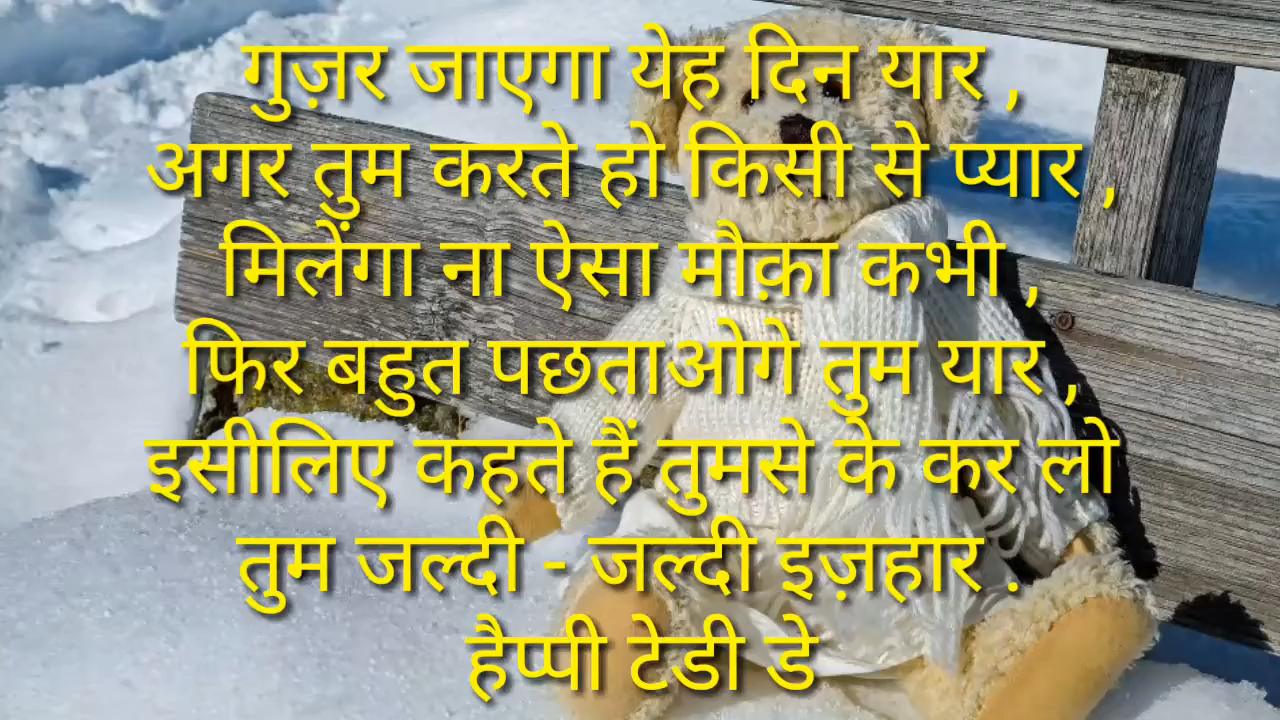 गुज़र जाएगा येह दिन यार ,
अगर तुम करते हो किसी से प्यार ,
मिलेंगा ना ऐसा मौक़ा कभी ,
फिर बहुत पछताओगे तुम यार ,
इसीलिए कहते हैं तुमसे के कर लो
तुम जल्दी - जल्दी इज़हार .
हैप्पी टेडी डे